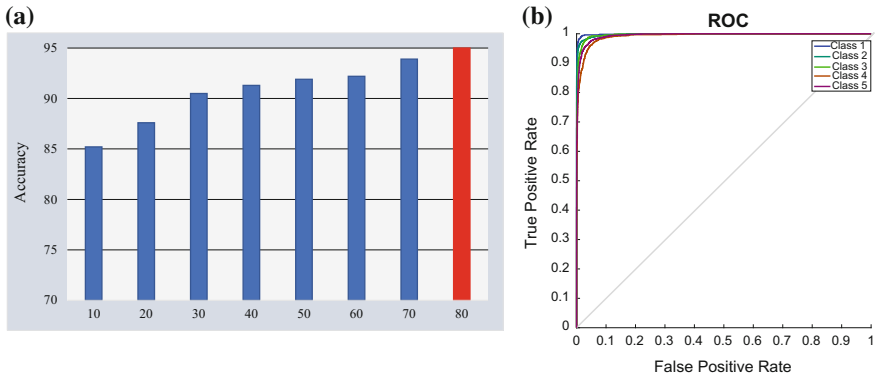 (a)
Accuracy
95
90
85
80
75
70
10 20 30 40 50 60 70 80
(b)
ROC
True Positive Rate
1
0.9
0.8
0.7
0.6
0.5
0.4
0.3
0.2
0.1
0
0 0.1 0.2 0.3 0.4 0.5 0.6 0.7 0.8 0.9 1
False Positive Rate
Class 1
Class 2
Class 3
Class 4
Class 5